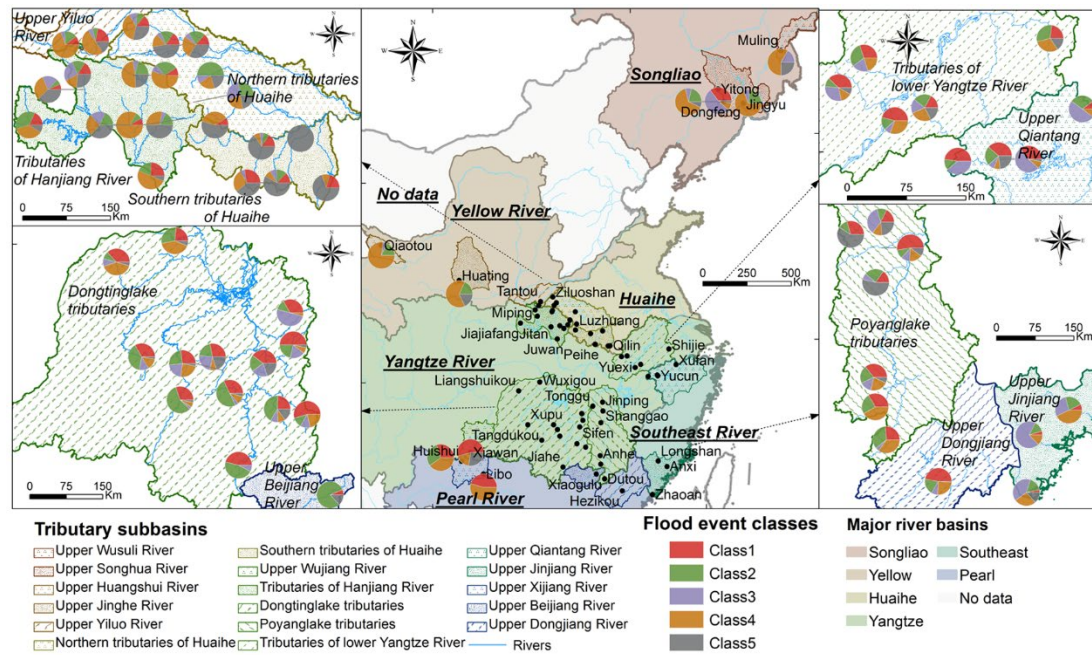 Upper Yiluo
River
Northern tributaries
of Huaihe
Tributaries
of Hanjiang River
Southern tributaries
of Huaihe
0 75 150
Km
N
S
W
E
Dongtinglake
tributaries
Upper
Beijiang
River
0 75 150
Km
N
S
W
E
N
S
W
E
Muling
Songliao
Yitong
Jingyu
Dongfeng
No data
Yellow River
Qiaotou
Huating
0 250 500
Km
Tantou
Ziluoshan
Huaihe
Miping
Luzhuang
Jiajiafang
Jitan
Juwan
Peihe
Qilin
Shijie
Yangtze River
Yuexi
Xufan
Yucun
Liangshuikou
Wuxigou
Tonggu
Jinping
Xupu
Shanggao
Tangdukou
Sifen
Southeast River
Huishui
Xiawan
Jiahe
Anhe
Longshan
Anxi
Libo
Xiaogulu
Dutou
Pearl River
Hezikou
Zhaoan
Tributaries of
lower Yangtze River
Upper
Qiantang
River
0 75 150
Km
N
S
W
E
Poyanglake
tributaries
Upper
Jinjiang
River
Upper
Dongjiang
River
0 75 150
Km
N
S
W
E
Tributary subbasins
Upper Wusuli River
Upper Songhua River
Upper Huangshui River
Upper Jinghe River
Upper Yiluo River
Northern tributaries of Huaihe
Southern tributaries of Huaihe
Upper Wujiang River
Tributaries of Hanjiang River
Dongtinglake tributaries
Poyanglake tributaries
Tributaries of lower Yangtze River
Upper Qiantang River
Upper Jinjiang River
Upper Xijiang River
Upper Beijiang River
Upper Dongjiang River
Rivers
Flood event classes
Class1
Class2
Class3
Class4
Class5
Major river basins
Songliao
Yellow
Huaihe
Yangtze
Southeast
Pearl
No data